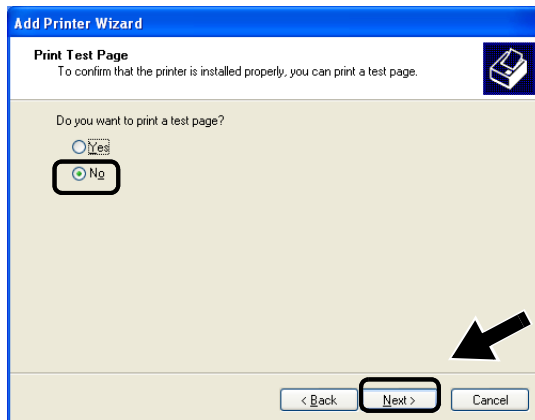 Add Printer Wizard
Print Test Page
To confirm that the printer is installed properly, you can print a test page.
Do you want to print a test page?
Yes
No
< Back Next > Cancel